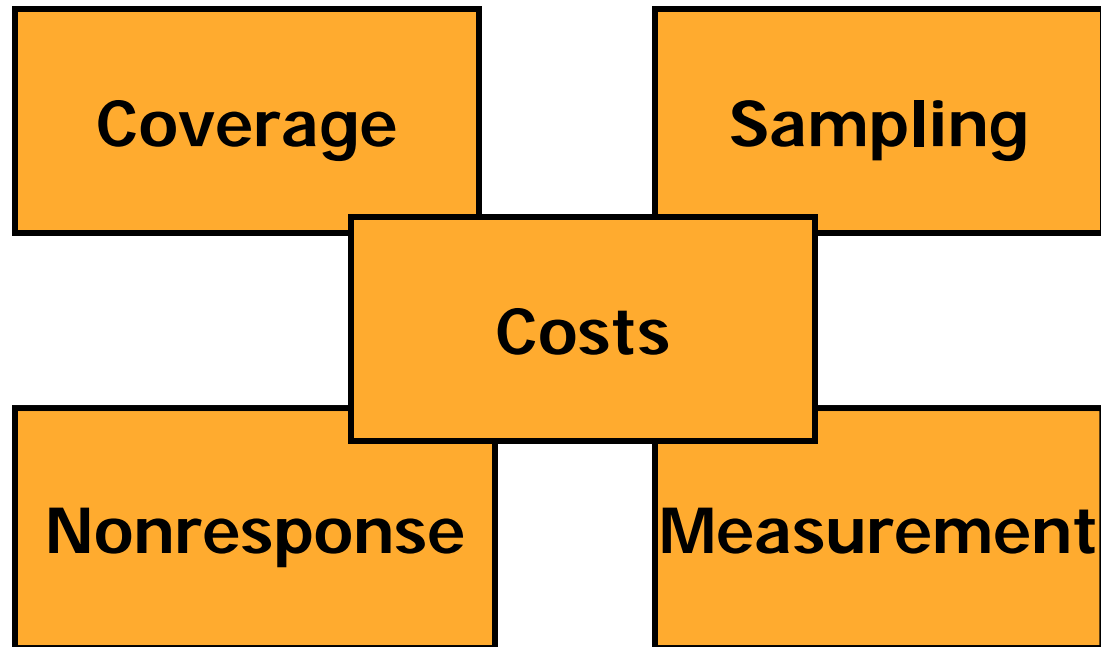 Coverage
Sampling
Costs
Nonresponse
Measurement